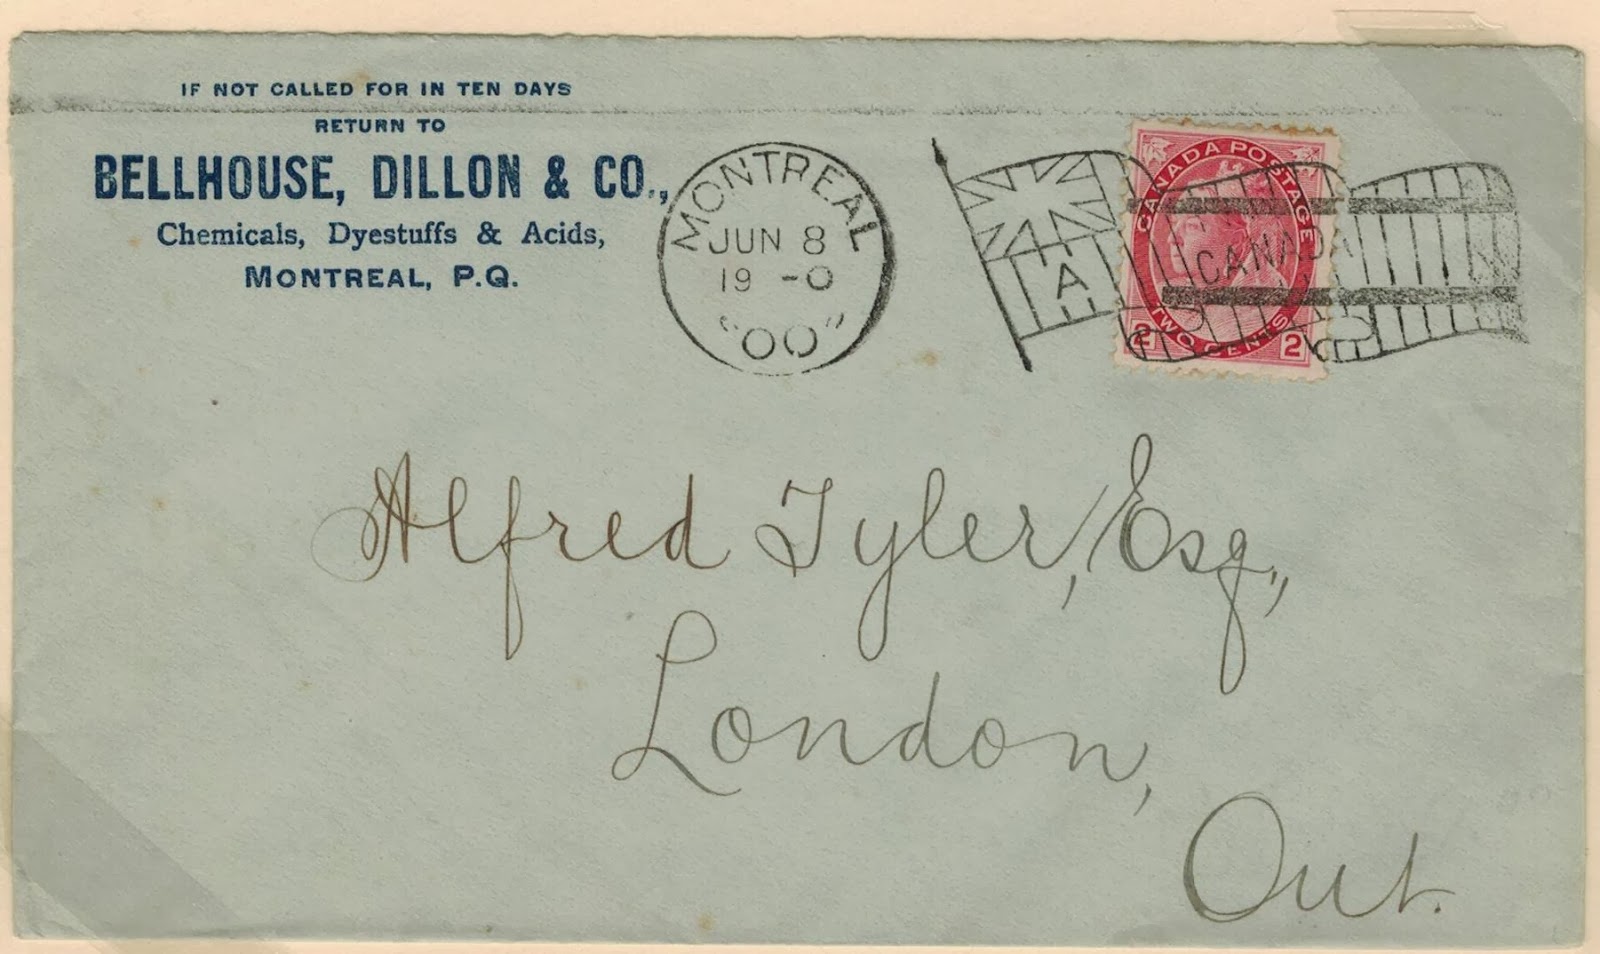 IF NOT CALLED FOR IN TEN DAYS
RETURN TO
BELLHOUSE, DILLON & CO.,
Chemicals, Dyestuffs & Acids,
MONTREAL, P.Q.
MONTREAL
JUN 8
19 -0
"00"
A
CANADA
CANADA POSTAGE
TWO CENTS
2 2
Alfred Tyler, Esq.,
London,
Ont.